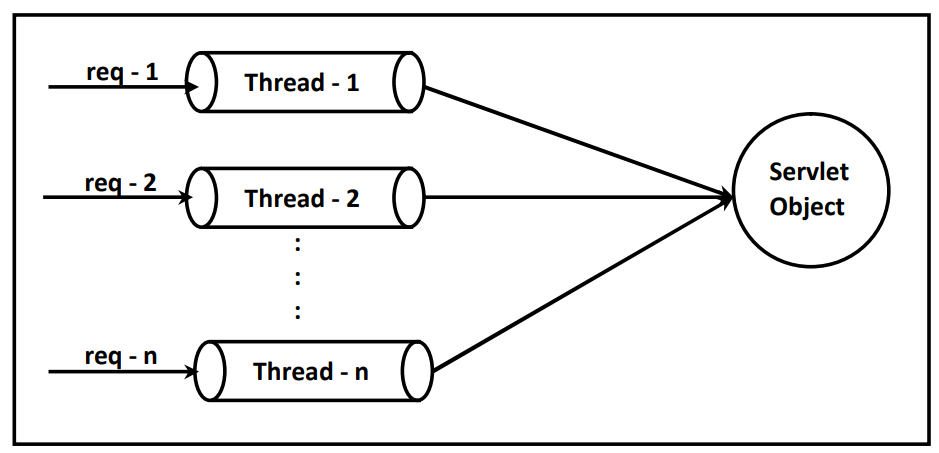 req - 1
Thread - 1
req - 2
Thread - 2
:
:
:
req - n
Thread - n
Servlet
Object